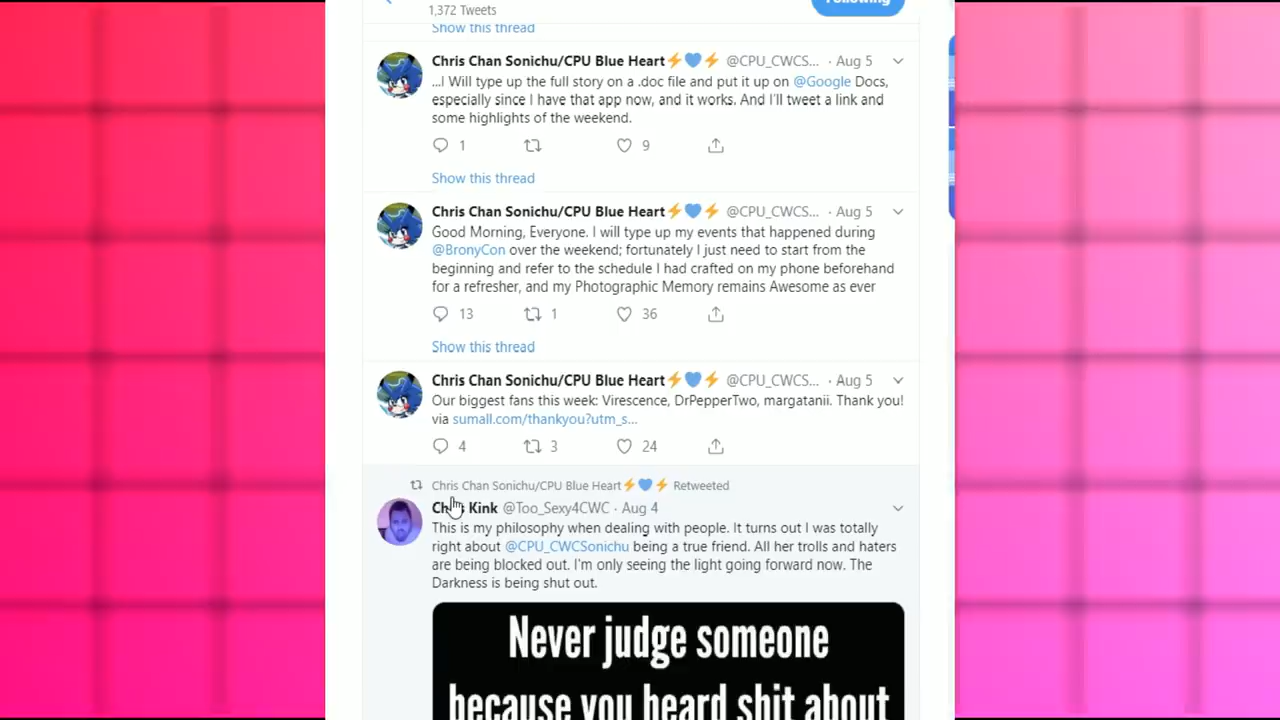 1,372 Tweets
Following
Show this thread
Chris Chan Sonichu/CPU Blue Heart⚡💙⚡ @CPU_CWCS... · Aug 5
...I Will type up the full story on a .doc file and put it up on @Google Docs,
especially since I have that app now, and it works. And I'll tweet a link and
some highlights of the weekend.
1 9
Show this thread
Chris Chan Sonichu/CPU Blue Heart⚡💙⚡ @CPU_CWCS... · Aug 5
Good Morning, Everyone. I will type up my events that happened during
@BronyCon over the weekend; fortunately I just need to start from the
beginning and refer to the schedule I had crafted on my phone beforehand
for a refresher, and my Photographic Memory remains Awesome as ever
13 1 36
Show this thread
Chris Chan Sonichu/CPU Blue Heart⚡💙⚡ @CPU_CWCS... · Aug 5
Our biggest fans this week: Virescence, DrPepperTwo, margatanii. Thank you!
via sumall.com/thankyou?utm_s...
4 3 24
Chris Chan Sonichu/CPU Blue Heart⚡💙⚡ Retweeted
Kink @Too_Sexy4CWC · Aug 4
This is my philosophy when dealing with people. It turns out I was totally
right about @CPU_CWCSonichu being a true friend. All her trolls and haters
are being blocked out. I'm only seeing the light going forward now. The
Darkness is being shut out.
Never judge someone
because you heard shit about